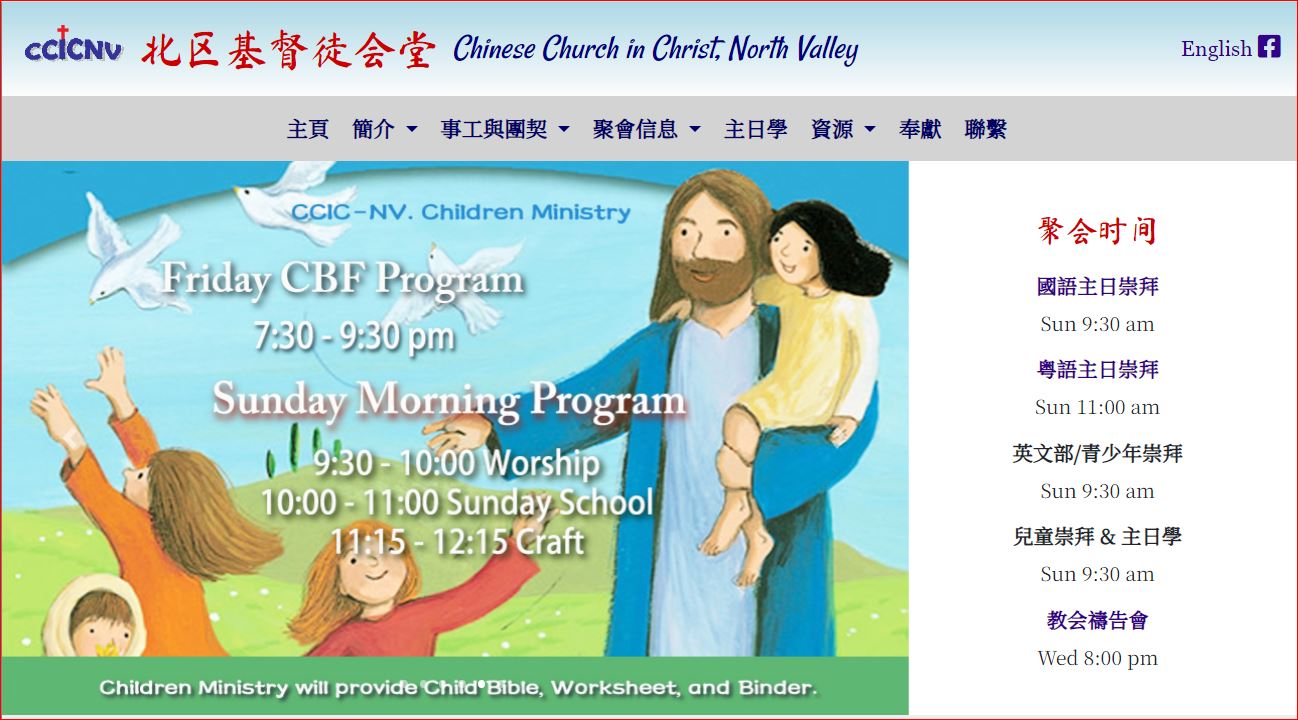 CCiCNV 北区基督徒会堂 Chinese Church in Christ, North Valley English
主頁 簡介 事工與團契 聚會信息 主日學 資源 奉獻 聯繫
CCIC-NV. Children Ministry
Friday CBF Program
7:30 - 9:30 pm
Sunday Morning Program
9:30 - 10:00 Worship
10:00 - 11:00 Sunday School
11:15 - 12:15 Craft
Children Ministry will provide Child Bible, Worksheet, and Binder.
聚会时间
國語主日崇拜
Sun 9:30 am
粵語主日崇拜
Sun 11:00 am
英文部/青少年崇拜
Sun 9:30 am
兒童崇拜 & 主日學
Sun 9:30 am
教会禱告會
Wed 8:00 pm